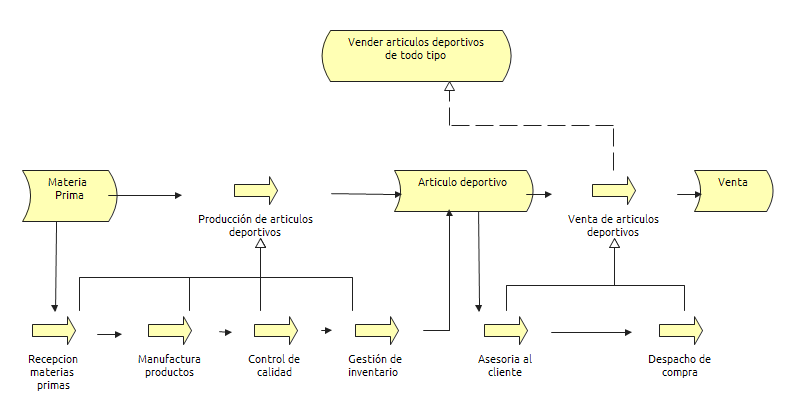 Vender articulos deportivos
de todo tipo
Materia
Prima
Producción de articulos
deportivos
Articulo deportivo
Venta de articulos
deportivos
Venta
Recepcion
materias
primas
Manufactura
productos
Control de
calidad
Gestión de
inventario
Asesoria al
cliente
Despacho de
compra